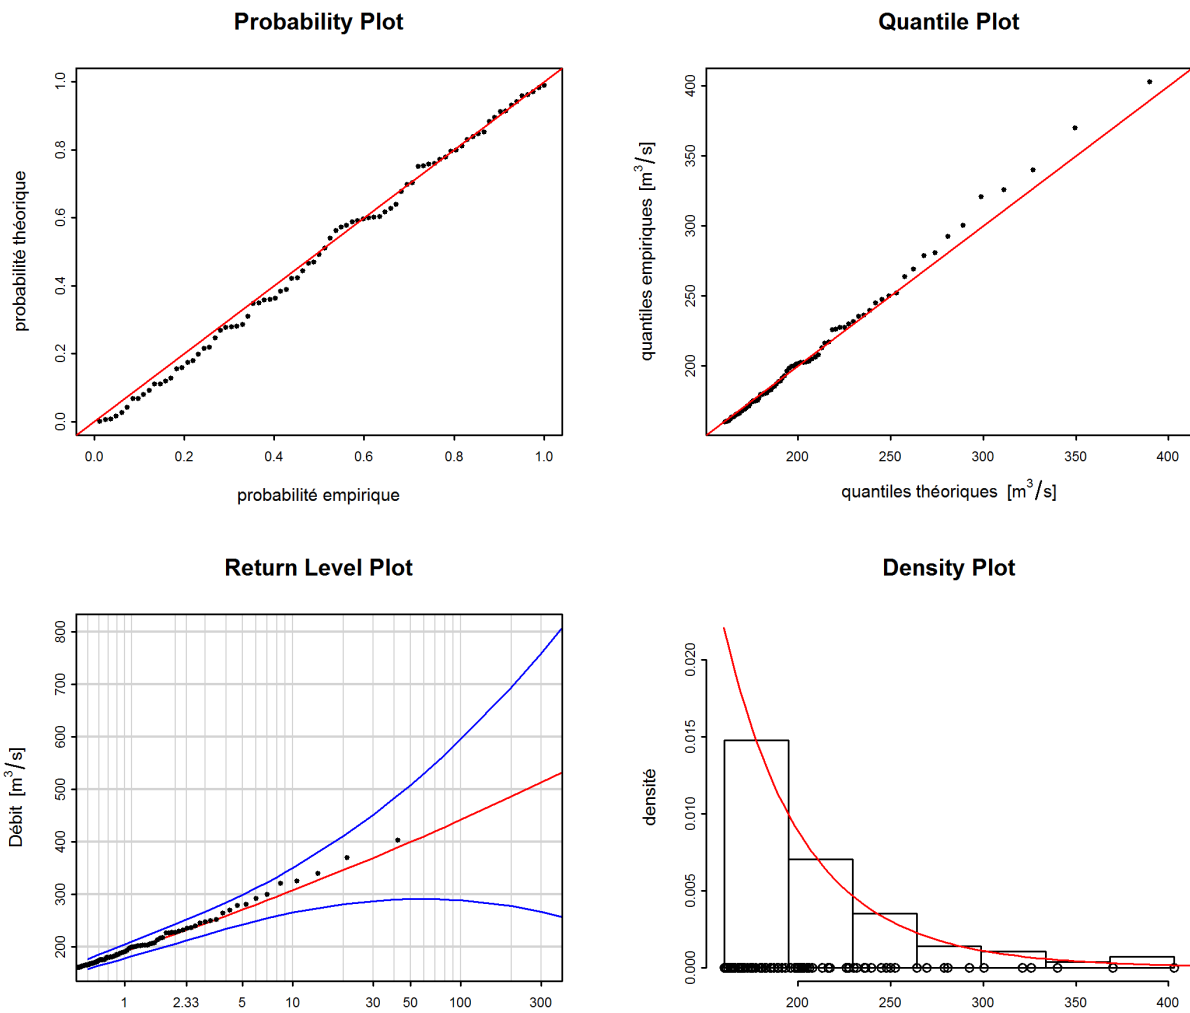 Probability Plot
probabilité théorique
0.0 0.2 0.4 0.6 0.8 1.0
0.0 0.2 0.4 0.6 0.8 1.0
probabilité empirique
Quantile Plot
quantiles empiriques [m³/s]
200 250 300 350 400
200 250 300 350 400
quantiles théoriques [m³/s]
Return Level Plot
Débit [m³/s]
200 300 400 500 600 700 800
1 2.33 5 10 30 50 100 300
Density Plot
densité
0.000 0.005 0.010 0.015 0.020
200 250 300 350 400